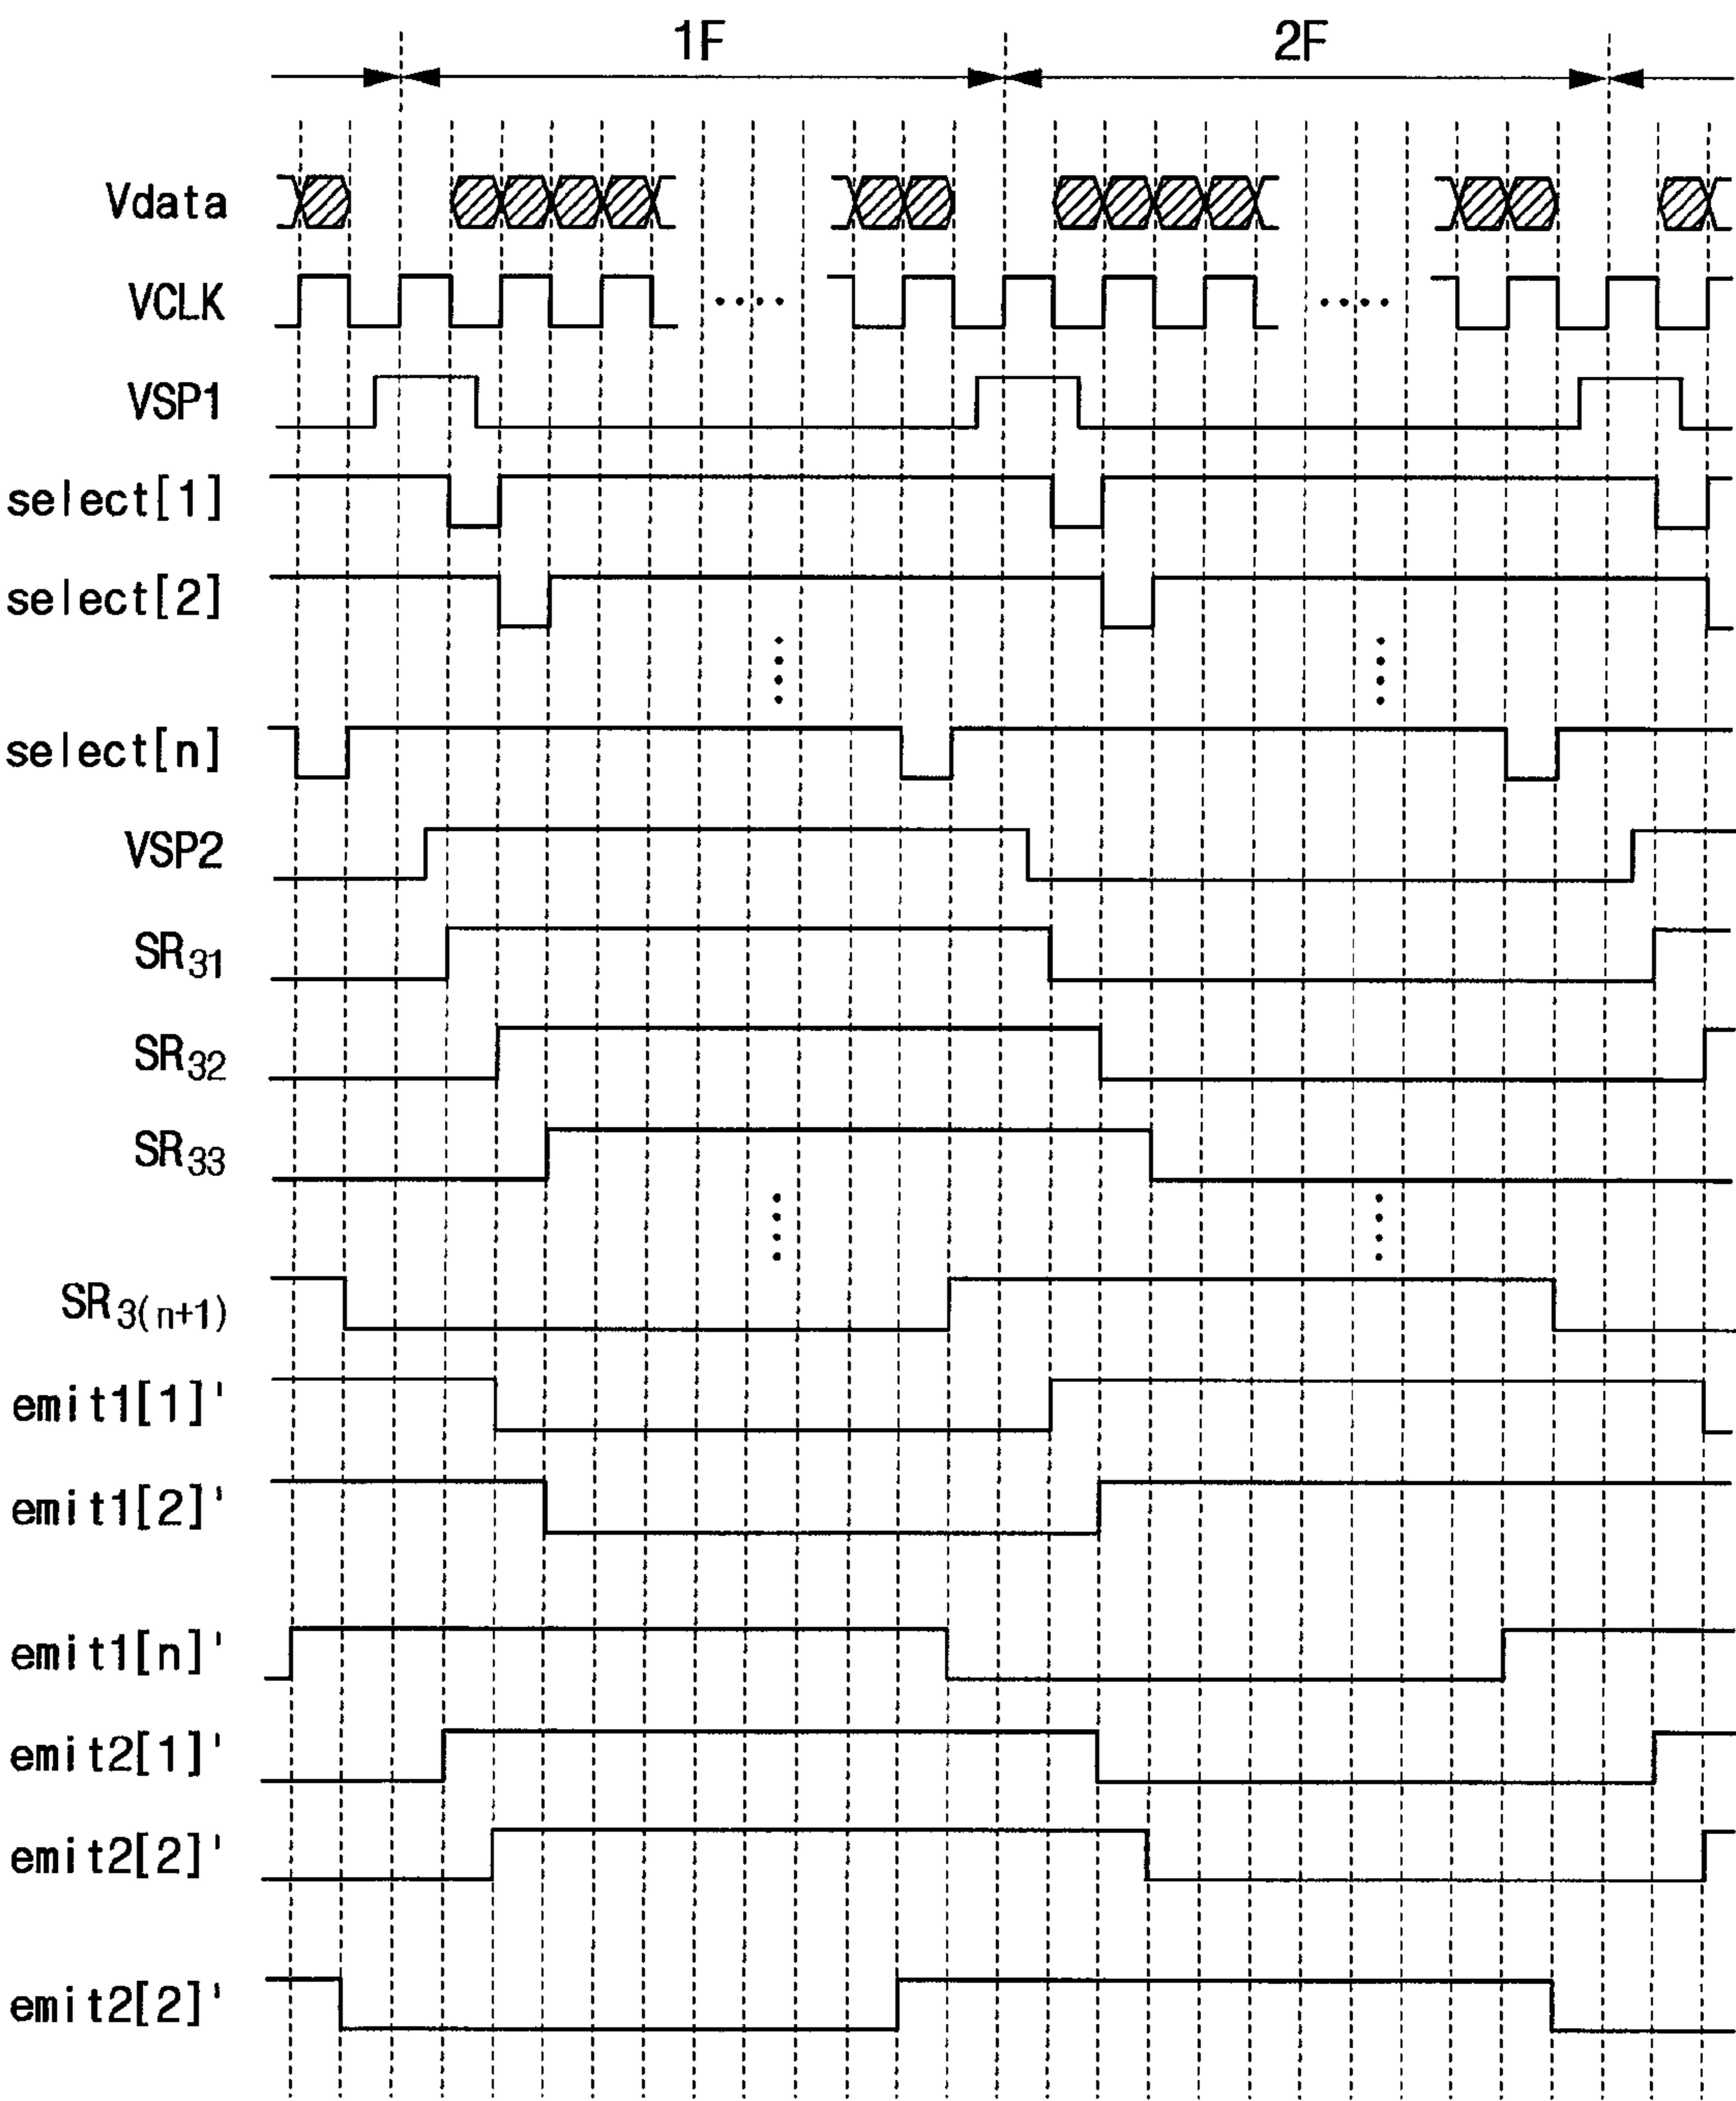 1F 2F
Vdata
VCLK
VSP1
select[1]
select[2]
select[n]
VSP2
SR31
SR32
SR33
SR3(n+1)
emit1[1]'
emit1[2]'
emit1[n]'
emit2[1]'
emit2[2]'
emit2[2]'